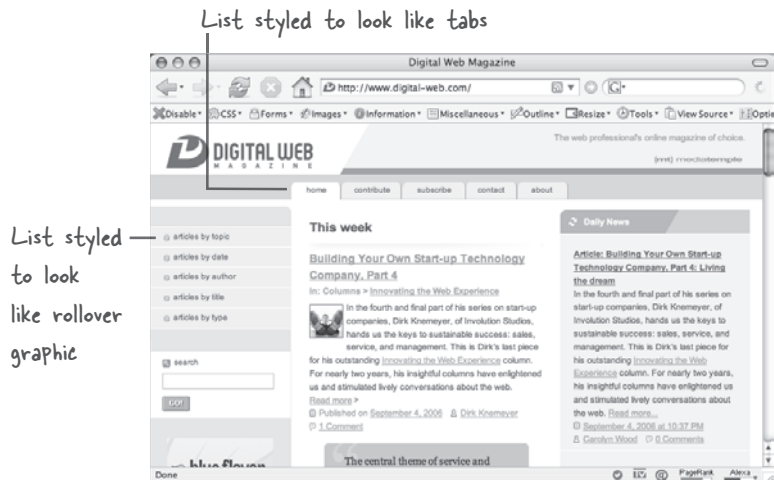 List styled to look like tabs
Digital Web Magazine
http://www.digital-web.com/
Disable CSS Forms Images Information Miscellaneous Outline Resize Tools View Source
The web professional's online magazine of choice.
DIGITAL WEB
MAGAZINE
(mt) mediatemple
home contribute subscribe contact about
List styled
to look
like rollover
graphic
articles by topic
articles by date
articles by author
articles by title
articles by type
search
GO!
blueflavor
This week
Building Your Own Start-up Technology
Company, Part 4
In: Columns > Innovating the Web Experience
In the fourth and final part of his series on start-up
companies, Dirk Knemeyer, of Involution Studios,
hands us the keys to sustainable success: sales,
service, and management. This is Dirk's last piece
for his outstanding Innovating the Web Experience column.
For nearly two years, his insightful columns have enlightened
us and stimulated lively conversations about the web.
Read more >
Published on September 4, 2006 Dirk Knemeyer
1 Comment
The central theme of service and
Daily News
Article: Building Your Own Start-up
Technology Company, Part 4: Living
the dream
In the fourth and final part of his series on
start-up companies, Dirk Knemeyer, of
Involution Studios, hands us the keys to
sustainable success: sales, service, and
management. This is Dirk's last piece for
his outstanding Innovating the Web
Experience column. For nearly two years,
his insightful columns have enlightened us
and stimulated lively conversations about
the web. Read more...
September 4, 2006 at 10:37 PM
Carolyn Wood 0 Comments
Done
PageRank Alexa